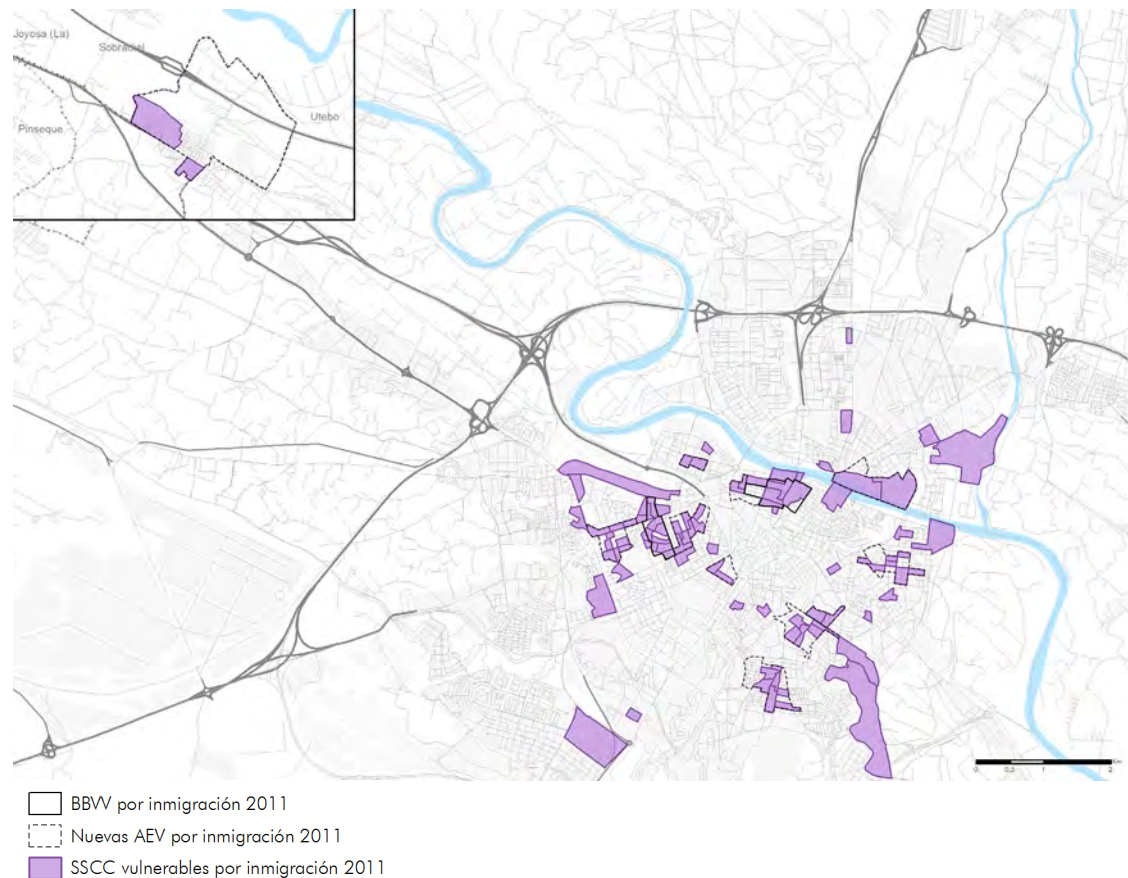 Joyosa (La)
Sobradiel
Utebo
Pinseque
Km
0 0,5 1 2
BBVV por inmigración 2011
Nuevas AEV por inmigración 2011
SSCC vulnerables por inmigración 2011